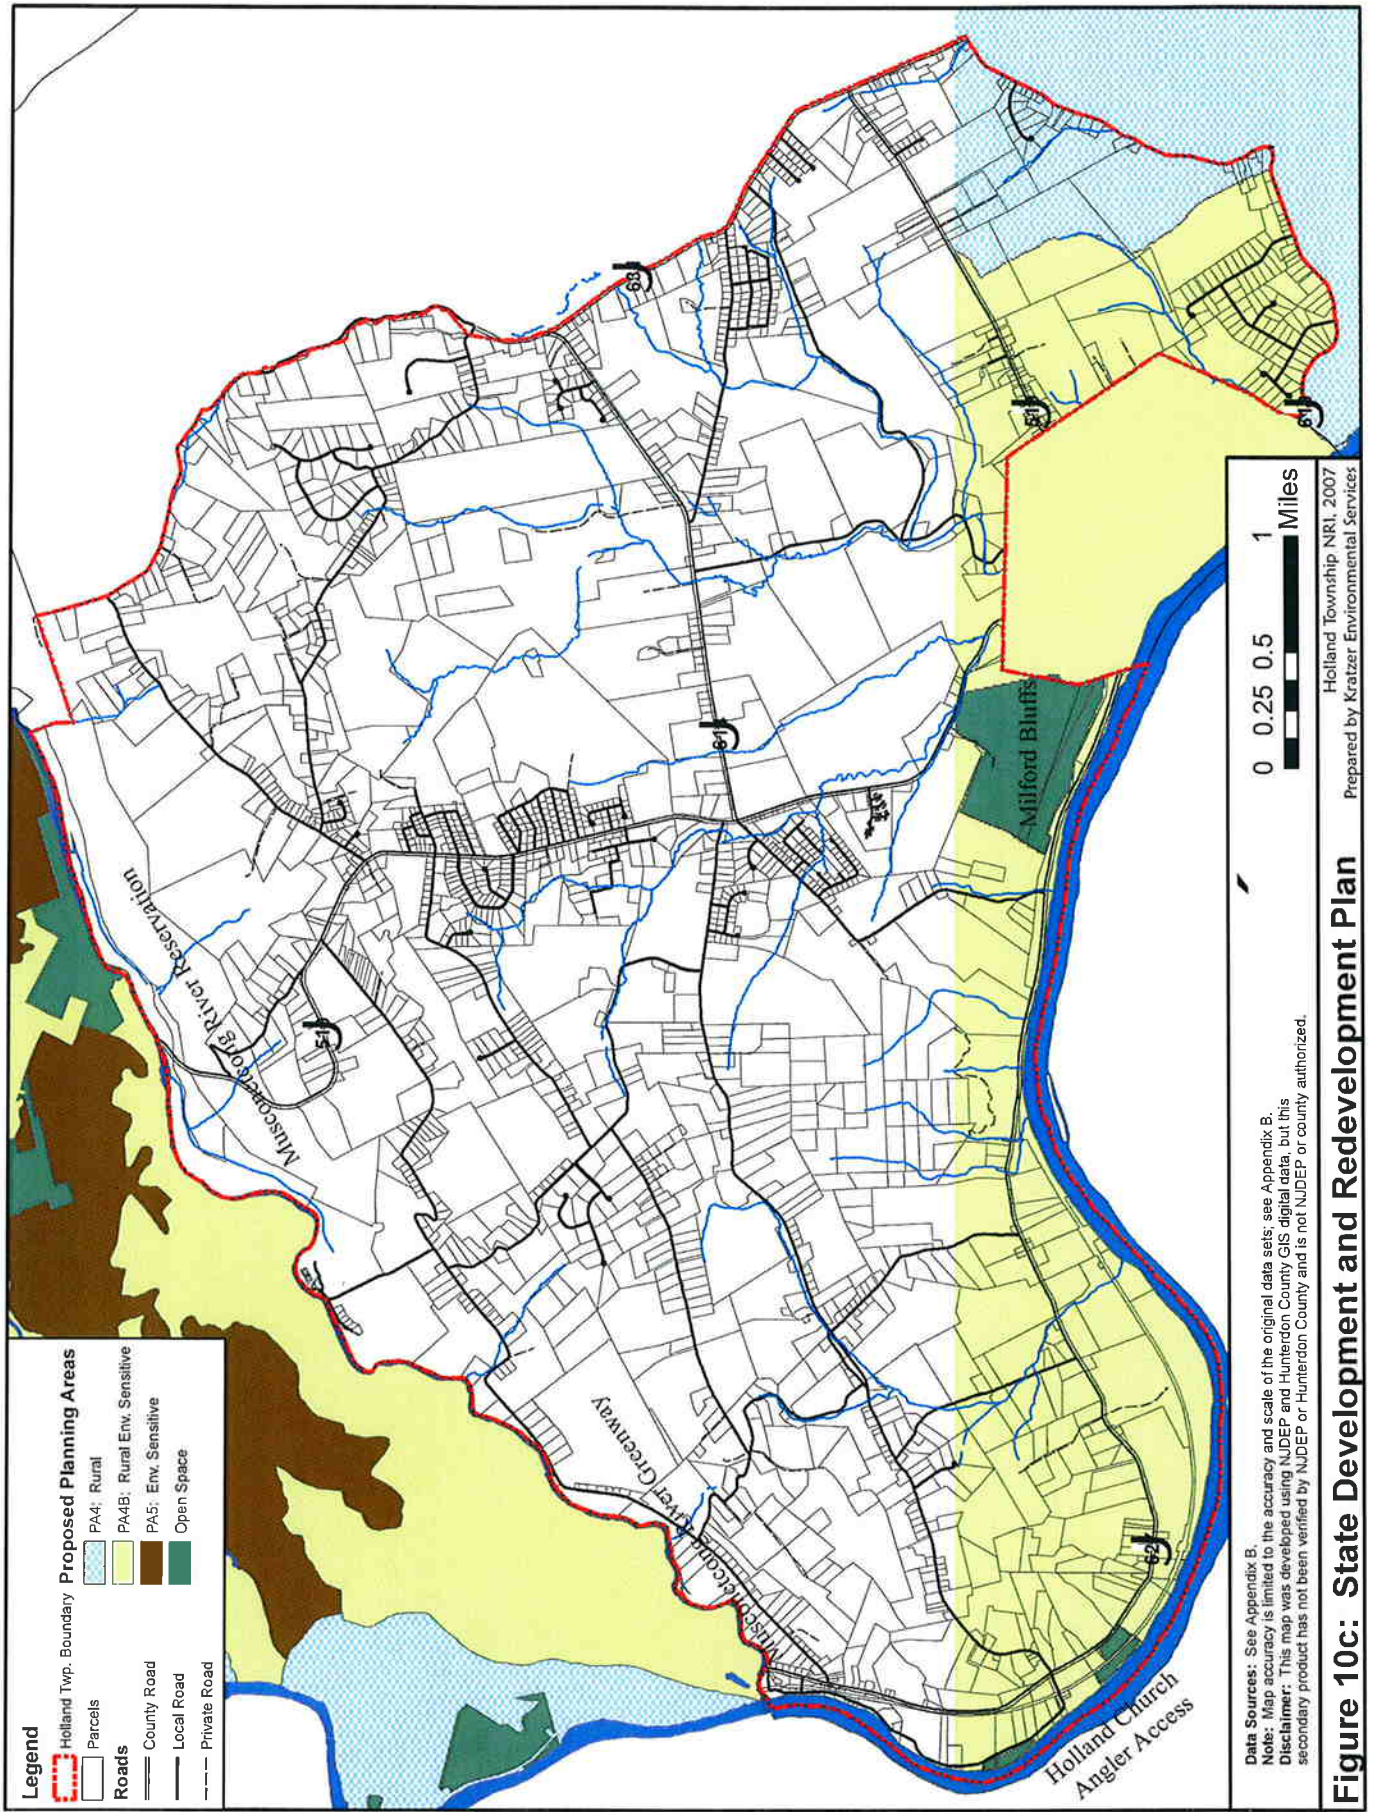 Legend
Holland Twp. Boundary
Parcels
Roads
County Road
Local Road
Private Road
Proposed Planning Areas
PA4; Rural
PA4B; Rural Env. Sensitive
PA5; Env. Sensitive
Open Space
Musconetcong River Reservation
Musconetcong River Greenway
Milford Bluffs
Holland Church
Angler Access
519
519
519
0 0.25 0.5 1
Miles
Data Sources: See Appendix B.
Note: Map accuracy is limited to the accuracy and scale of the original data sets; see Appendix B.
Disclaimer: This map was developed using NJDEP and Hunterdon County GIS digital data, but this
secondary product has not been verified by NJDEP or Hunterdon County and is not NJDEP or county authorized.
Holland Township NRI, 2007
Prepared by Kratzer Environmental Services
Figure 10c: State Development and Redevelopment Plan